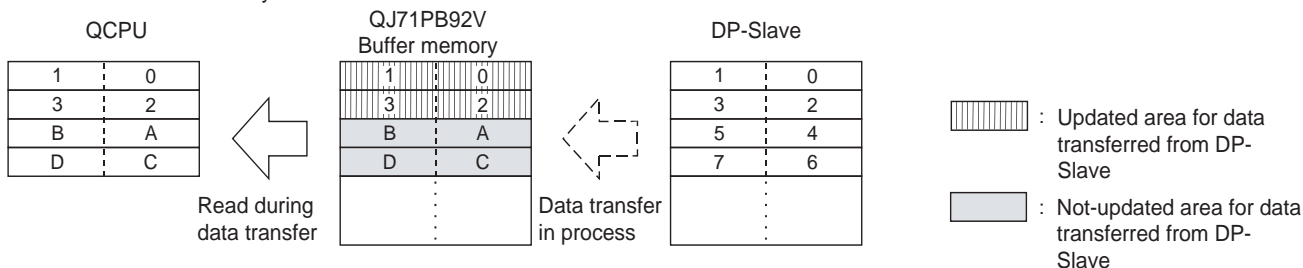 QCPU
QJ71PB92V
Buffer memory
DP-Slave
1 0
3 2
B A
D C
1 0
3 2
B A
D C
1 0
3 2
5 4
7 6
Read during
data transfer
Data transfer
in process
: Updated area for data
transferred from DP-
Slave
: Not-updated area for data
transferred from DP-
Slave